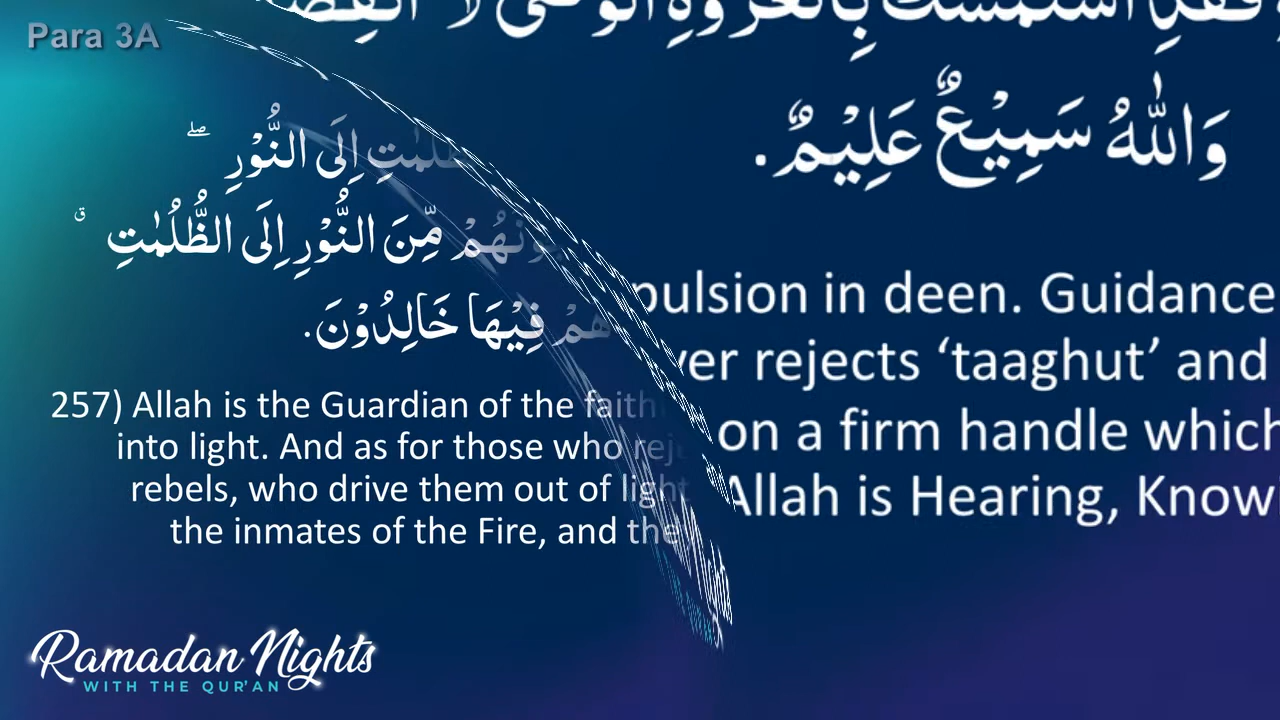 Para 3A
بِالْعُرْوَةِ الْوُثْقٰى لَا
وَاللّٰهُ سَمِيْعٌ عَلِيْمٌ.
pulsion in deen. Guidance
ver rejects ‘taaghut’ and
on a firm handle which
Allah is Hearing, Know
اِلَى النُّوْرِ ۖ
مِّنَ النُّوْرِ اِلَى الظُّلُمٰتِ ۗ
هُمْ فِيْهَا خَالِدُوْنَ.
257) Allah is the Guardian of the faith
into light. And as for those who reje
rebels, who drive them out of light
the inmates of the Fire, and the
Ramadan Nights
WITH THE QUR'AN